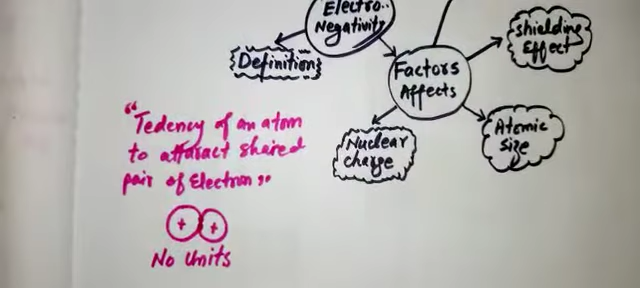 Electro..
Negativity
Definition
Factors
Affects
shielding
Effect
Atomic
size
Nuclear
charge
"Tedency of an atom
to attaract shared
pair of Electron"
+ +
No Units